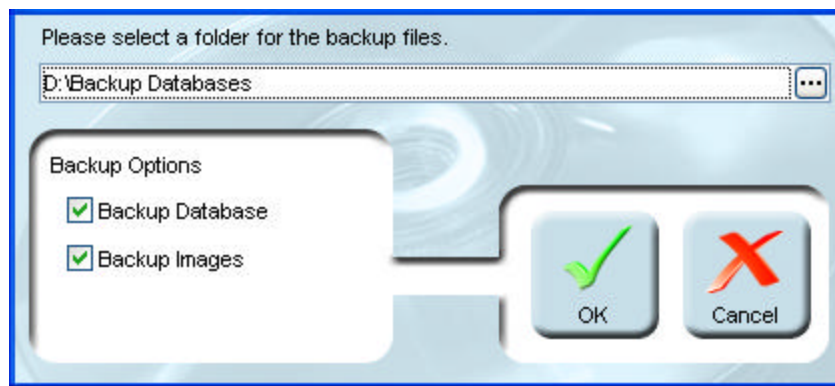 Please select a folder for the backup files.
D:\Backup Databases
...
Backup Options
Backup Database
Backup Images
OK
Cancel